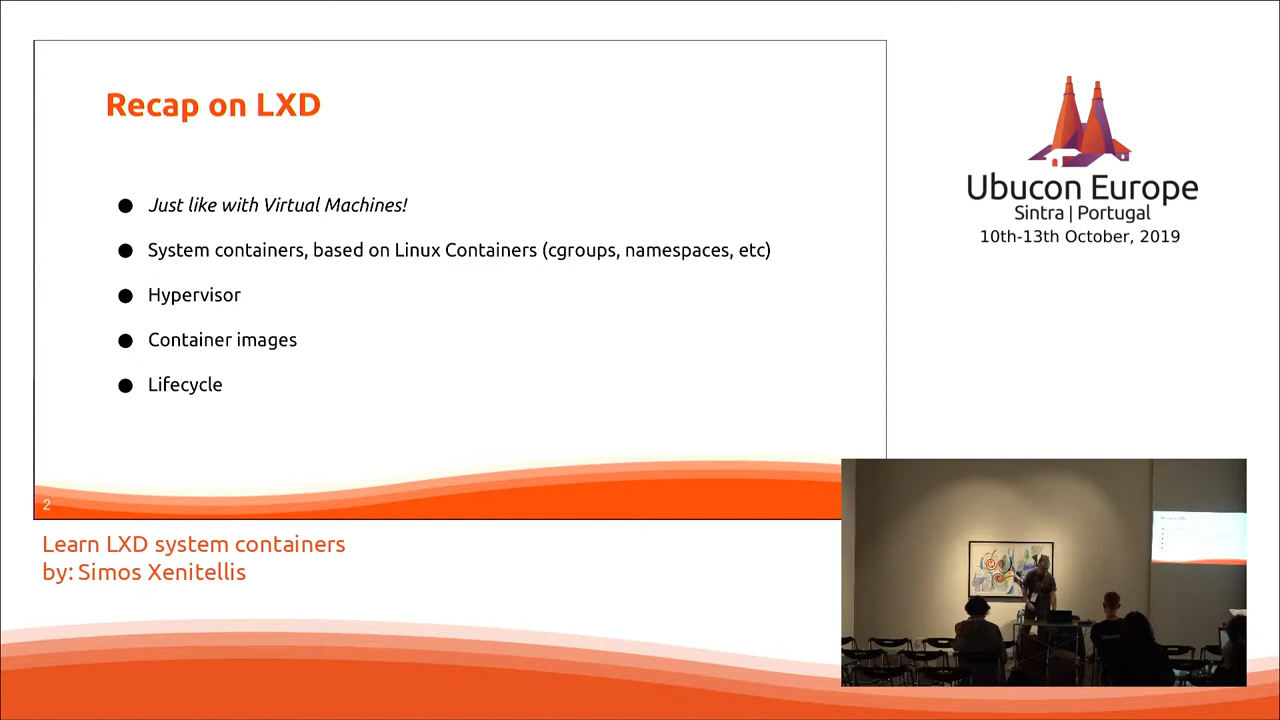 Recap on LXD
● Just like with Virtual Machines!
● System containers, based on Linux Containers (cgroups, namespaces, etc)
● Hypervisor
● Container images
● Lifecycle
2
Learn LXD system containers
by: Simos Xenitellis
Ubucon Europe
Sintra | Portugal
10th-13th October, 2019